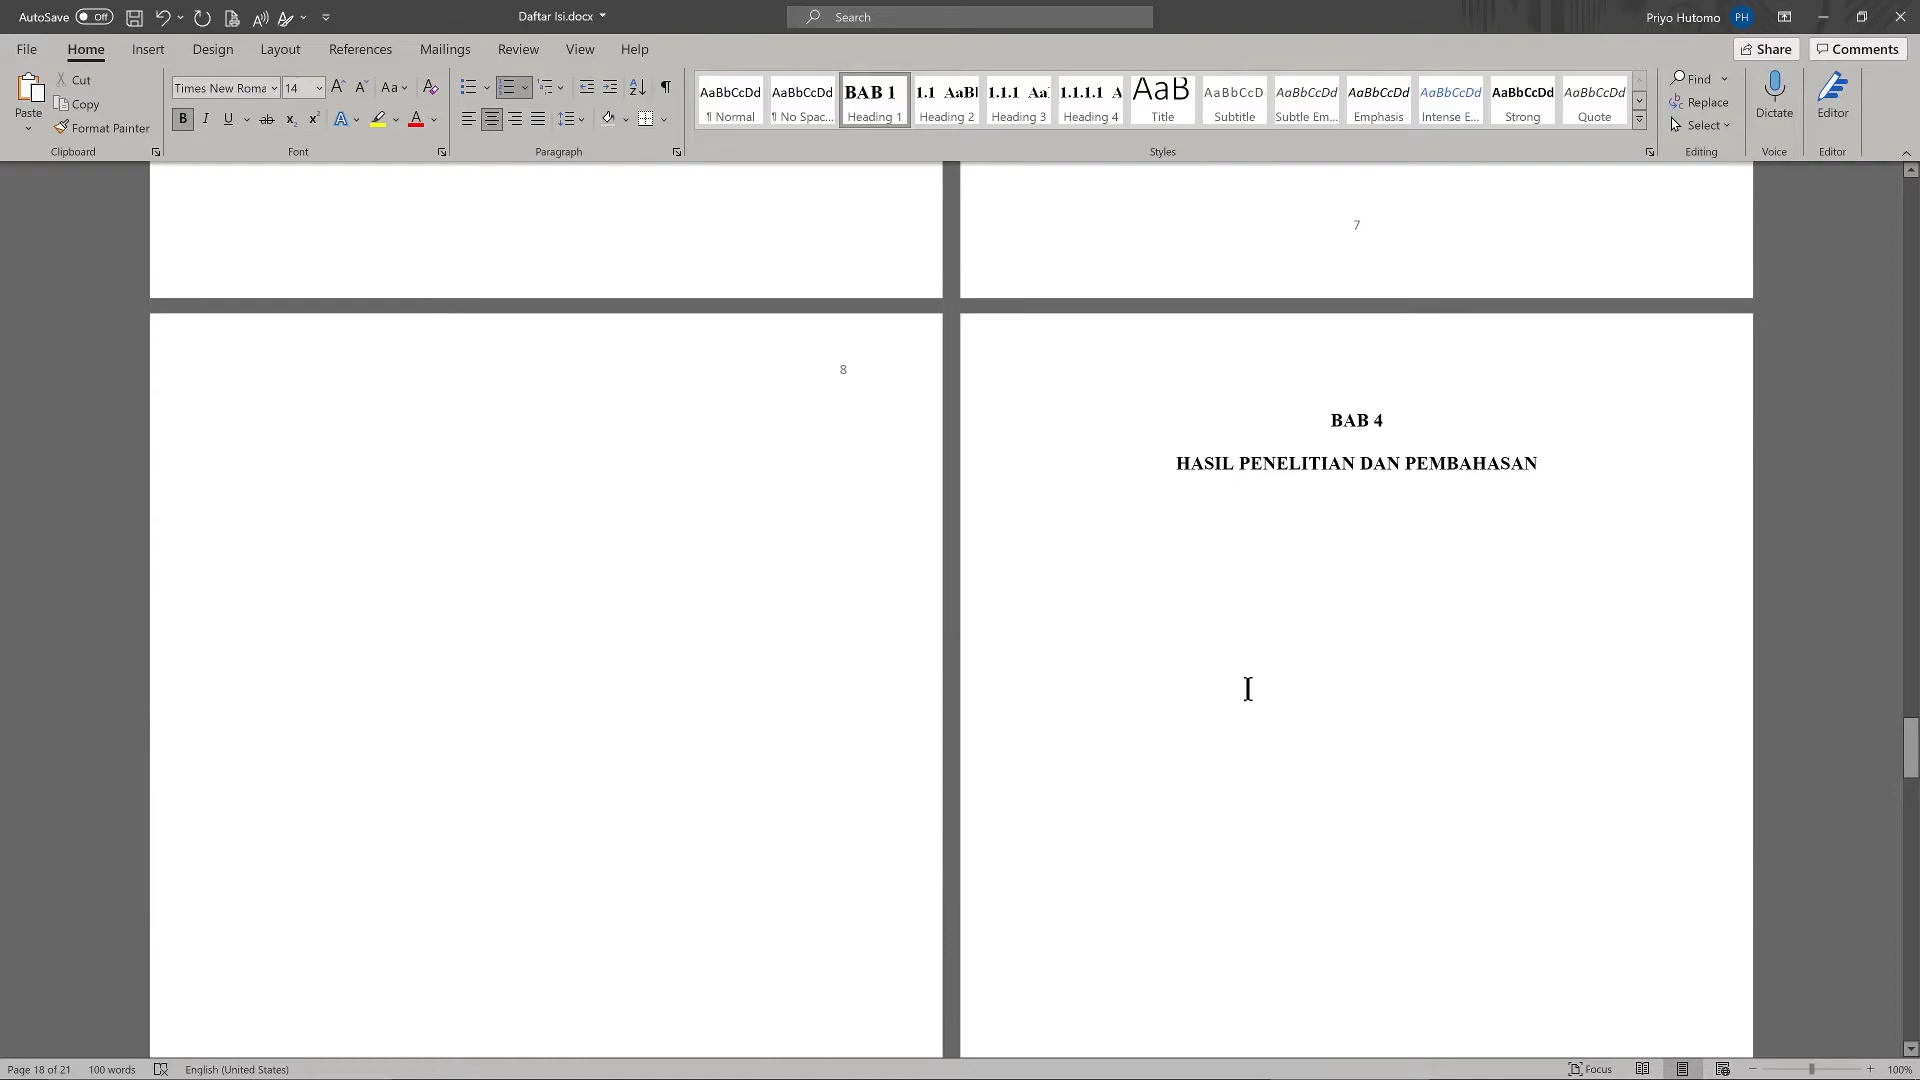 AutoSave Off Daftar Isi.docx Search Priyo Hutomo PH
File Home Insert Design Layout References Mailings Review View Help Share Comments
Paste Cut Copy Format Painter
Times New Roma 14 Aa
B I U ab x₂ x² A A
AaBbCcDd AaBbCcDd BAB 1 1.1 AaBl 1.1.1 Aa 1.1.1.1 A AaB AaBbCcD AaBbCcDd AaBbCcDd AaBbCcDd AaBbCcDd AaBbCcDd
¶ Normal ¶ No Spac... Heading 1 Heading 2 Heading 3 Heading 4 Title Subtitle Subtle Em... Emphasis Intense E... Strong Quote
Find Replace Select
Dictate Editor
Clipboard Font Paragraph Styles Editing Voice Editor
7
8
BAB 4
HASIL PENELITIAN DAN PEMBAHASAN
Page 18 of 21 100 words English (United States) Focus 100%